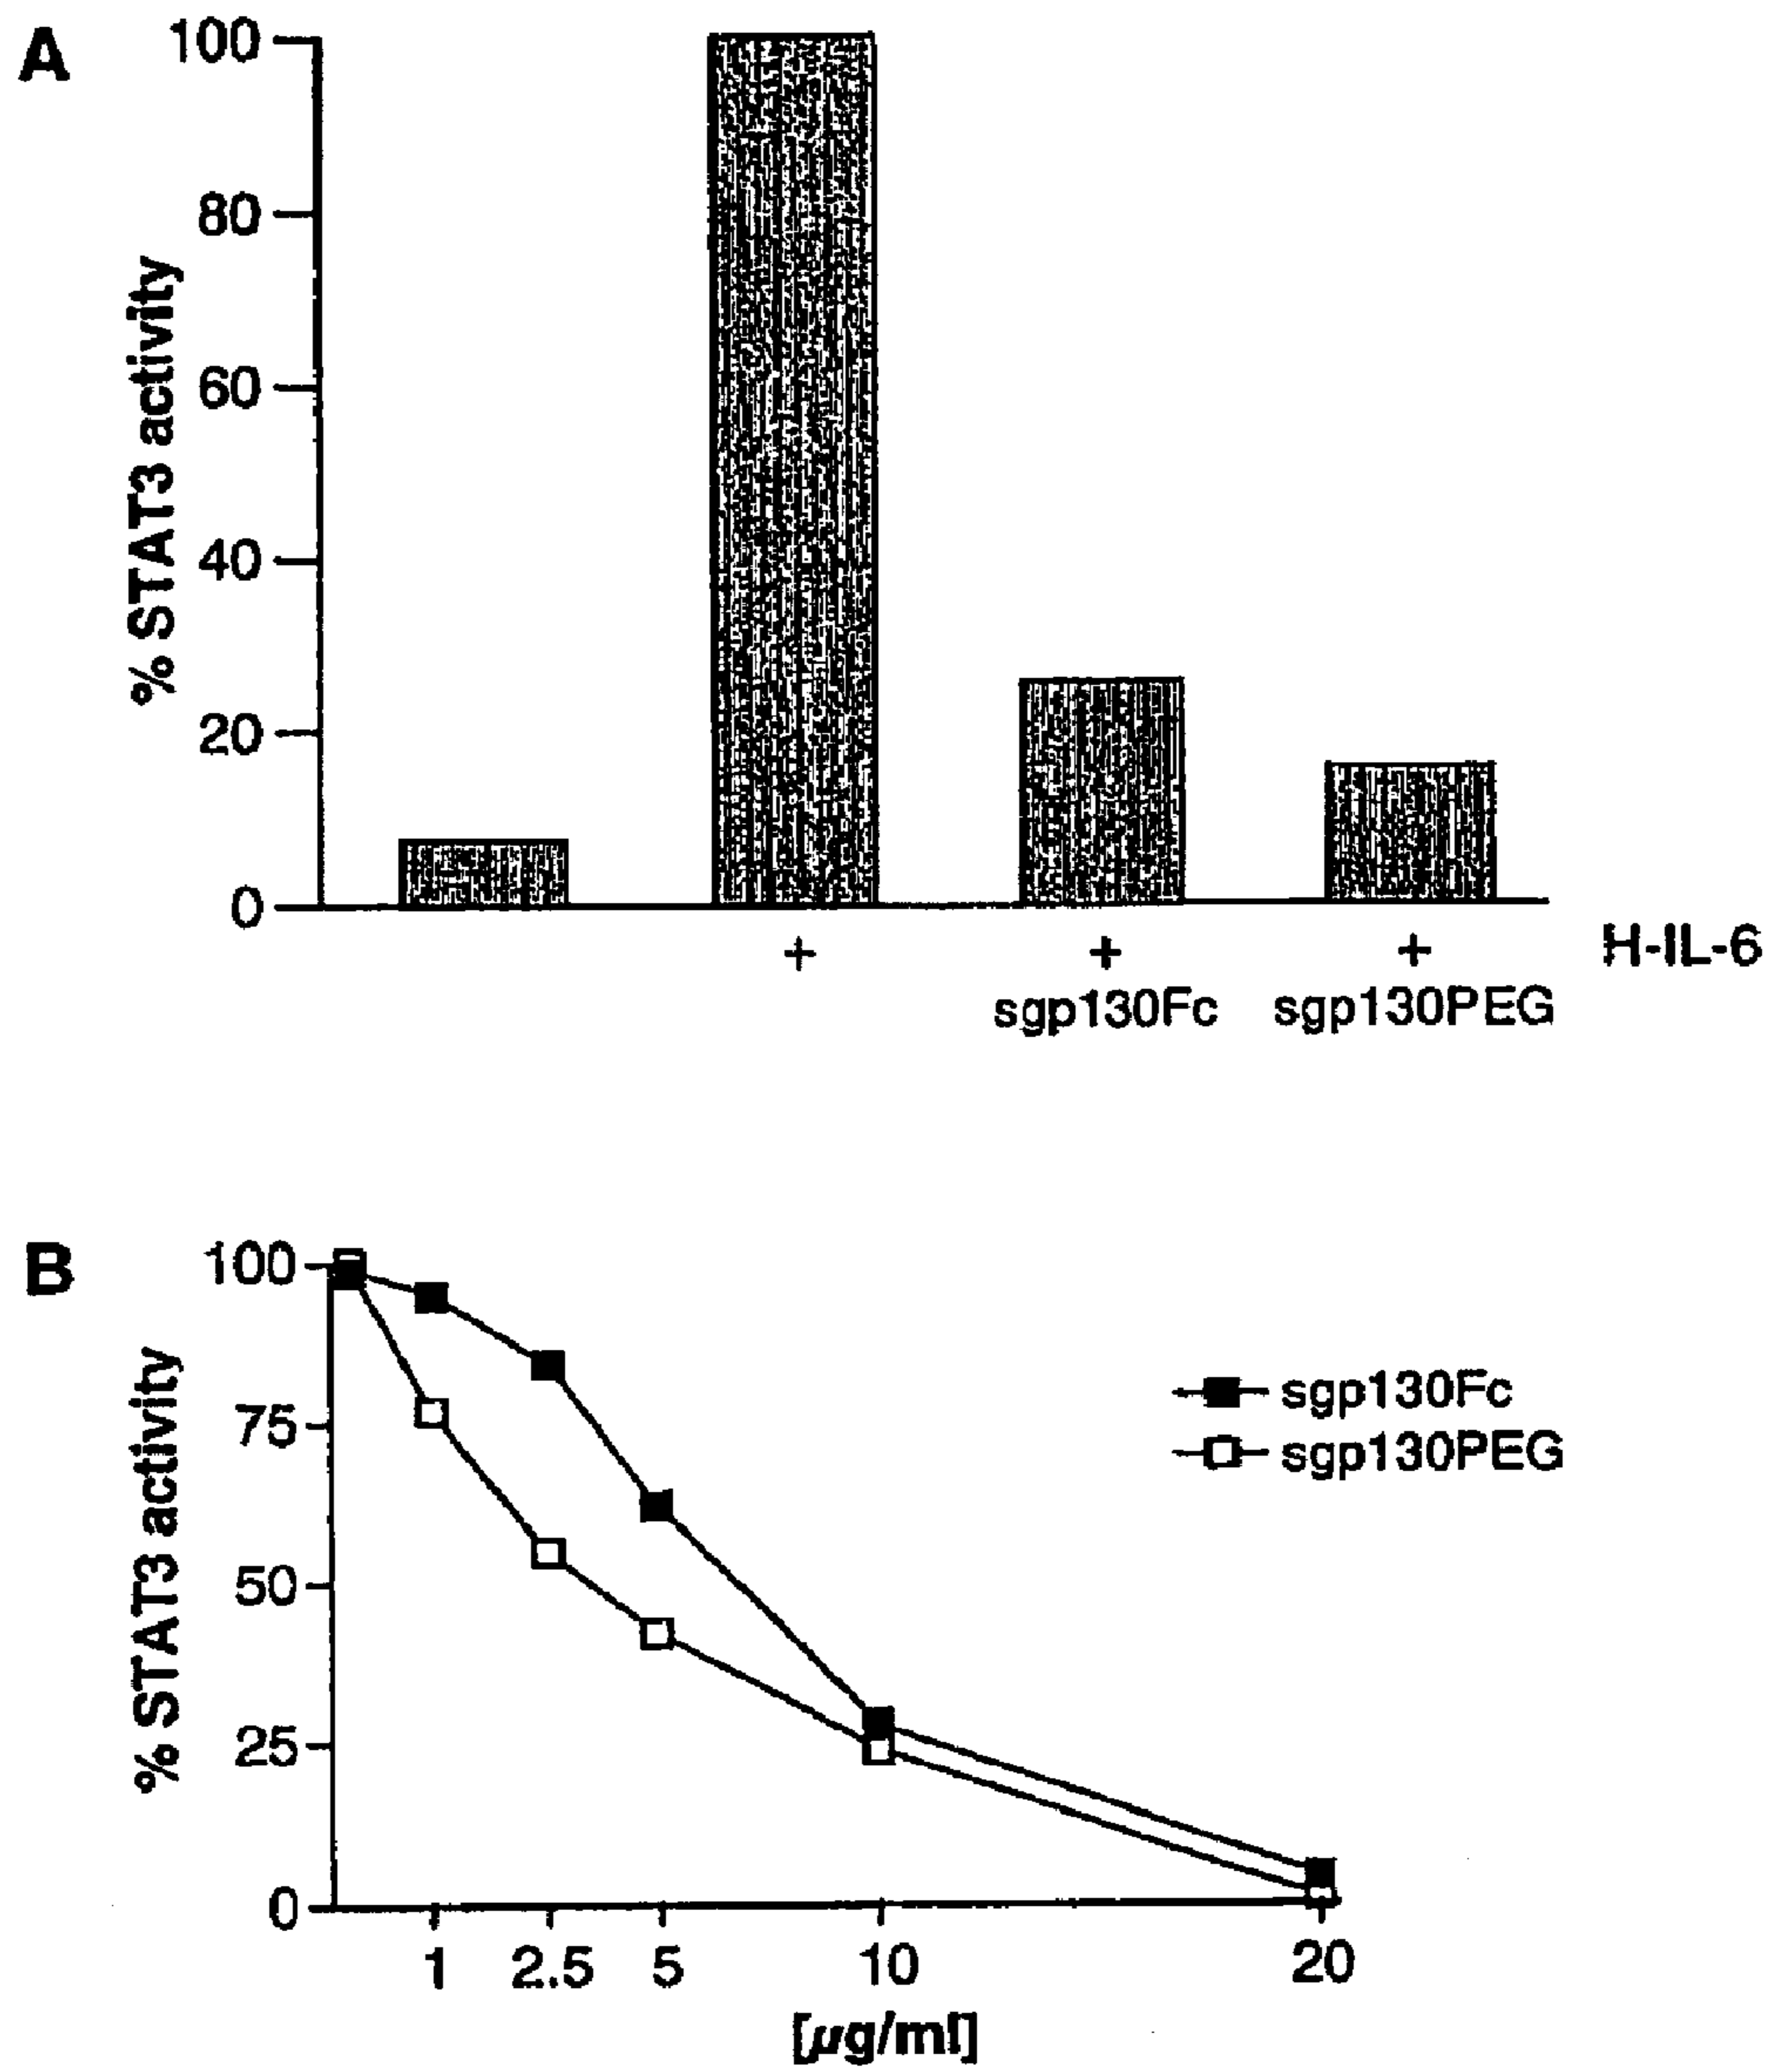 A
100
80
60
40
20
0
% STAT3 activity
+ + + H-IL-6
sgp130Fc sgp130PEG
B
100
75
50
25
0
% STAT3 activity
sgp130Fc
sgp130PEG
1 2.5 5 10 20
[µg/ml]